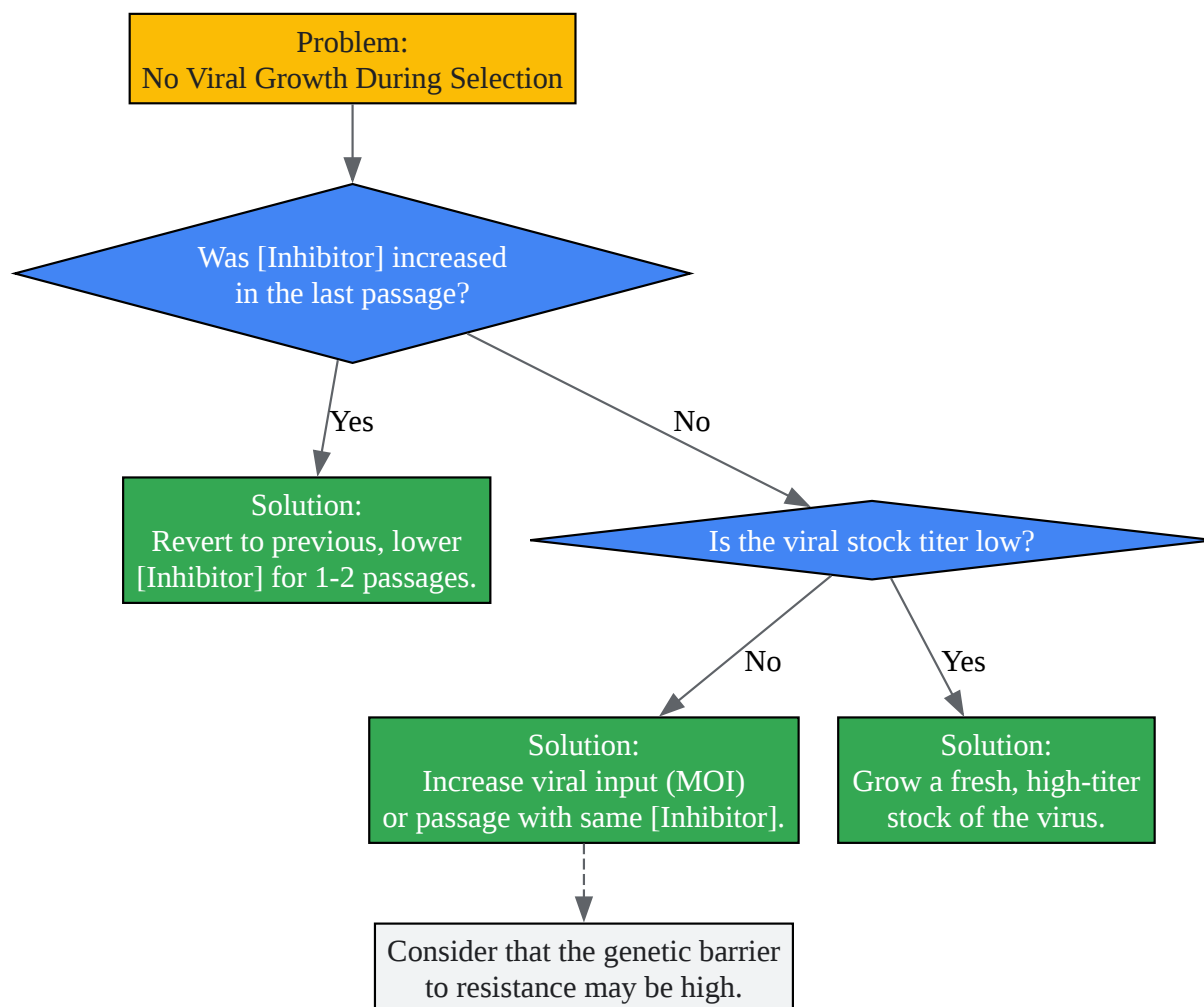 Problem:
No Viral Growth During Selection
Was [Inhibitor] increased
in the last passage?
Yes
No
Solution:
Revert to previous, lower
[Inhibitor] for 1-2 passages.
Is the viral stock titer low?
No
Yes
Solution:
Increase viral input (MOI)
or passage with same [Inhibitor].
Solution:
Grow a fresh, high-titer
stock of the virus.
Consider that the genetic barrier
to resistance may be high.